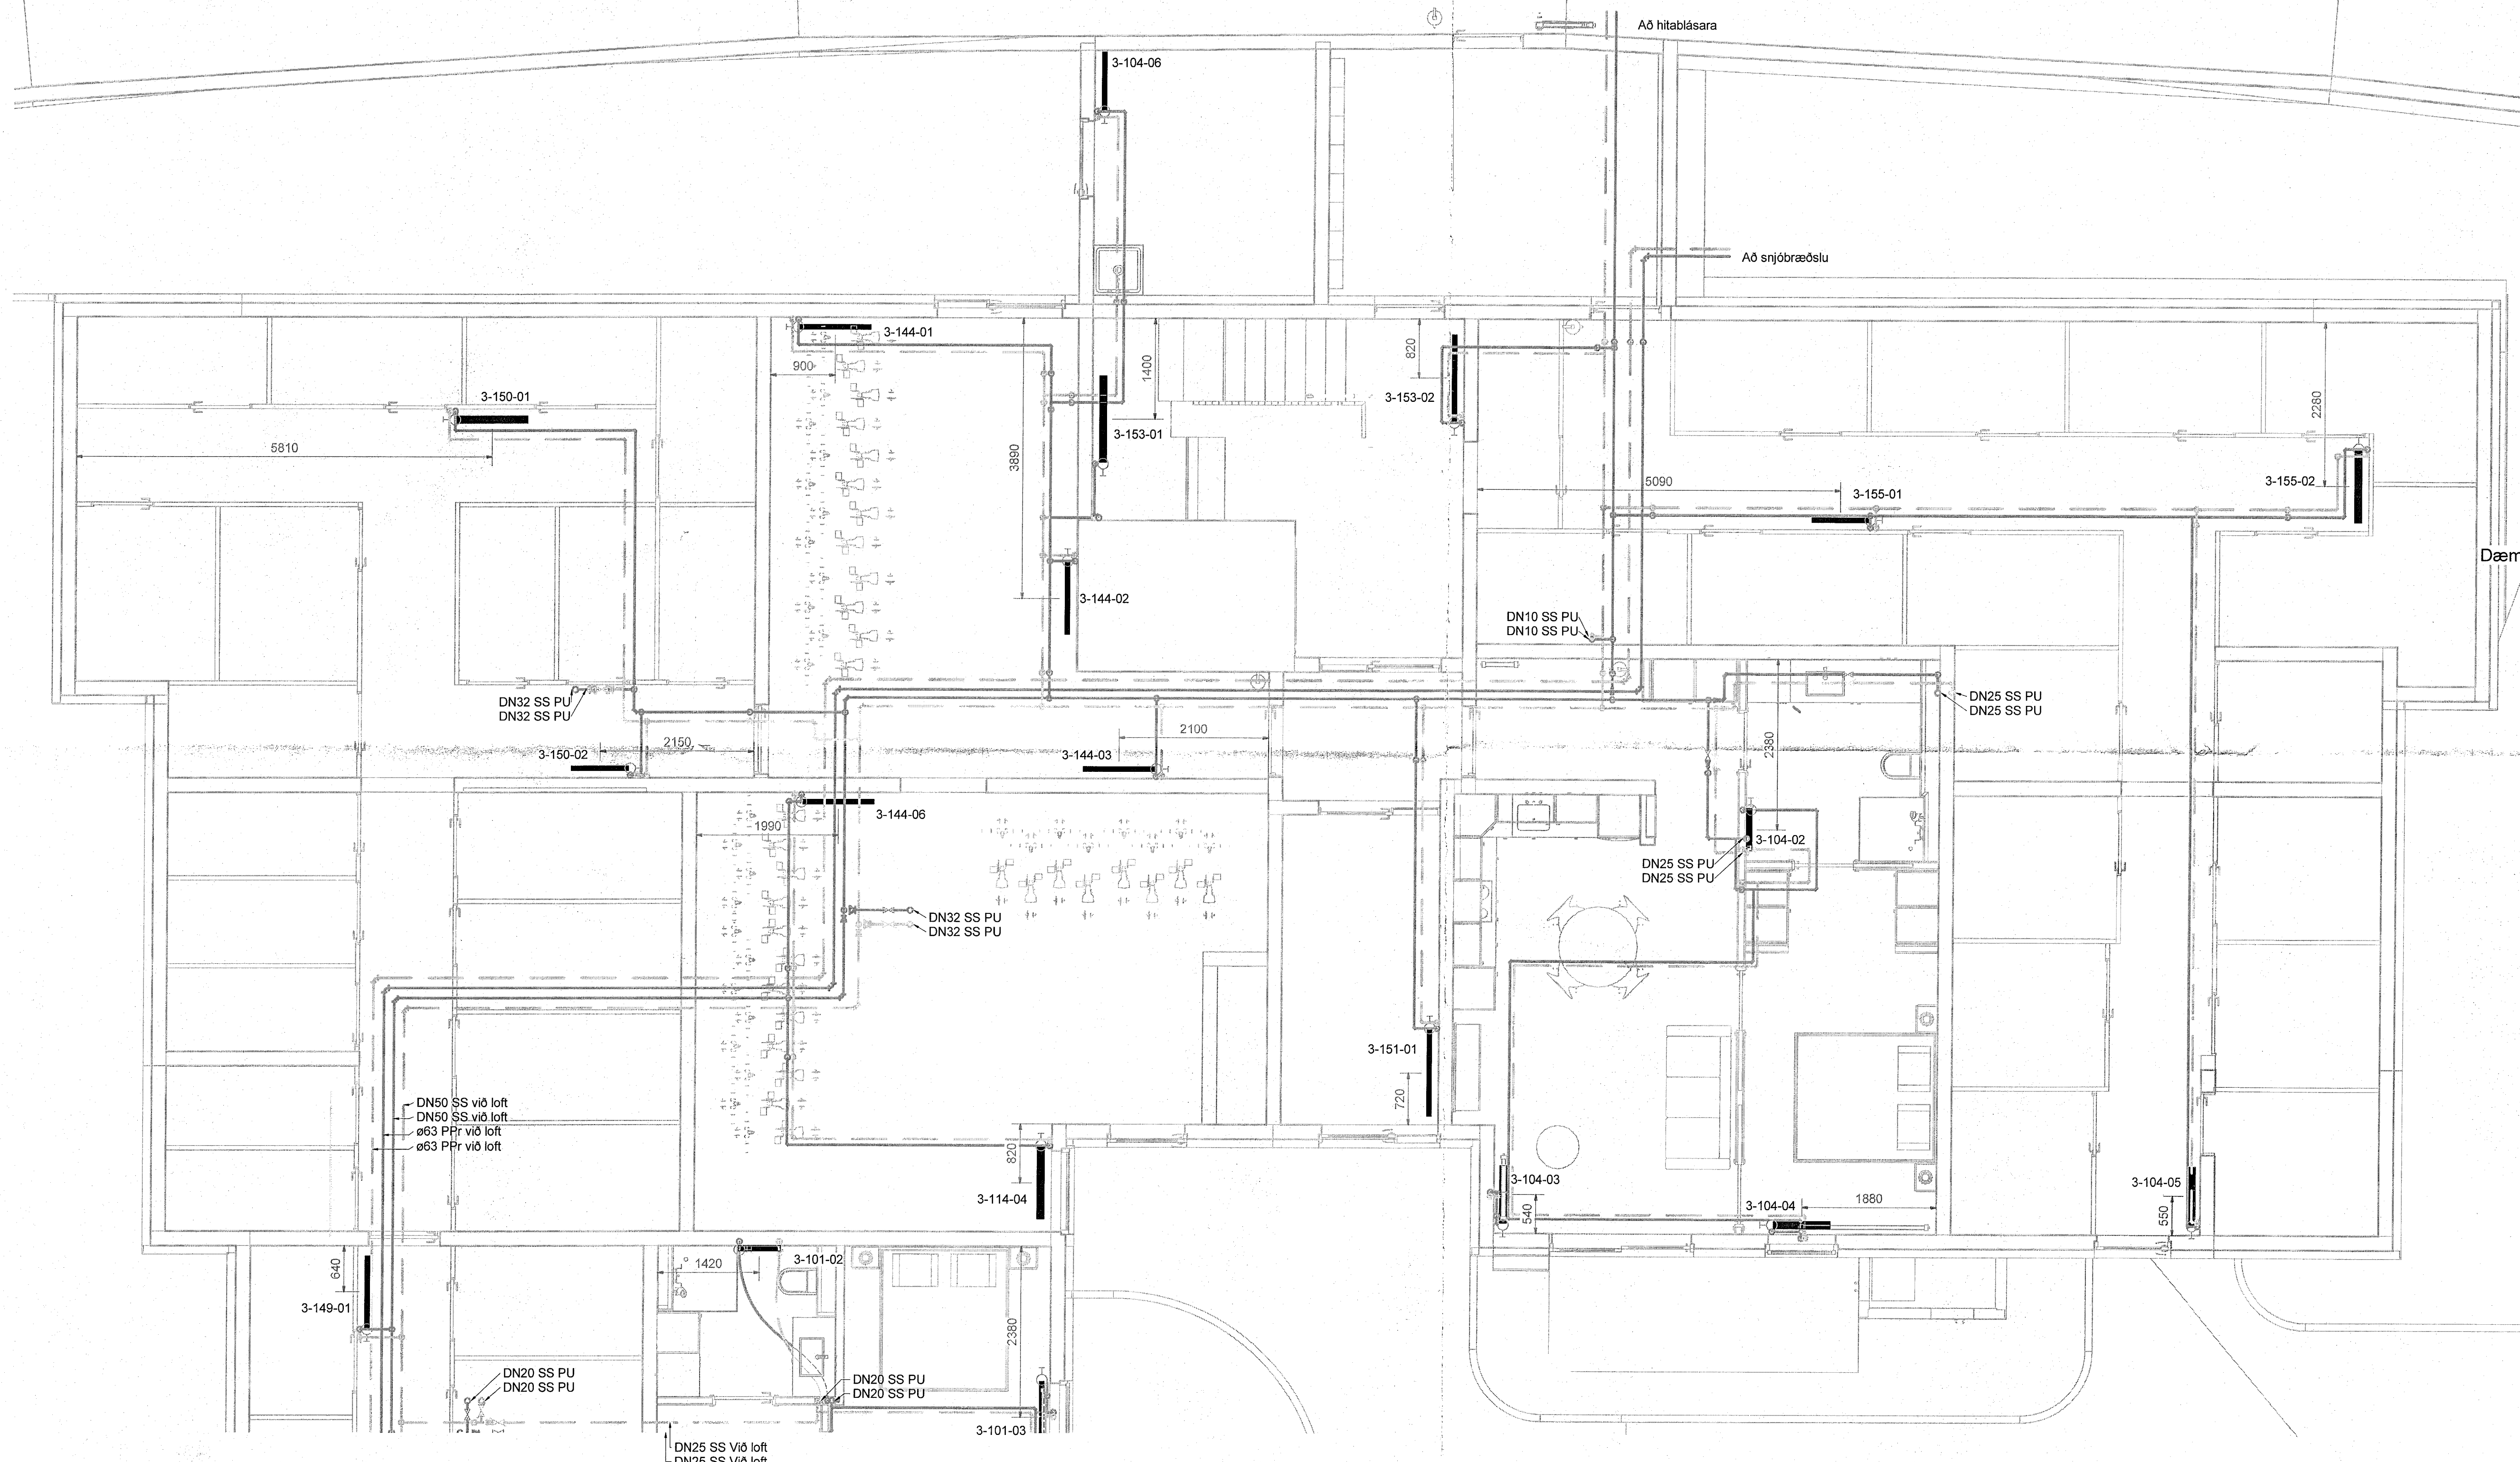 Að hitablásara
3-104-06
Að snjóbræðslu
3-144-01
900
3-150-01
5810
3890
1400
3-153-01
820
3-153-02
2280
5090
3-155-01
3-155-02
Dæm
3-144-02
DN10 SS PU
DN10 SS PU
DN32 SS PU
DN32 SS PU
DN25 SS PU
DN25 SS PU
3-150-02
2150
3-144-03
2100
2380
3-144-06
1990
3-104-02
DN25 SS PU
DN25 SS PU
DN32 SS PU
DN32 SS PU
3-151-01
720
DN50 SS við loft
DN50 SS við loft
ø63 PPr við loft
ø63 PPr við loft
820
3-114-04
3-104-03
540
3-104-04
1880
3-104-05
550
640
3-149-01
1420
3-101-02
2380
DN20 SS PU
DN20 SS PU
DN20 SS PU
DN20 SS PU
3-101-03
DN25 SS Við loft
DN25 SS Við loft